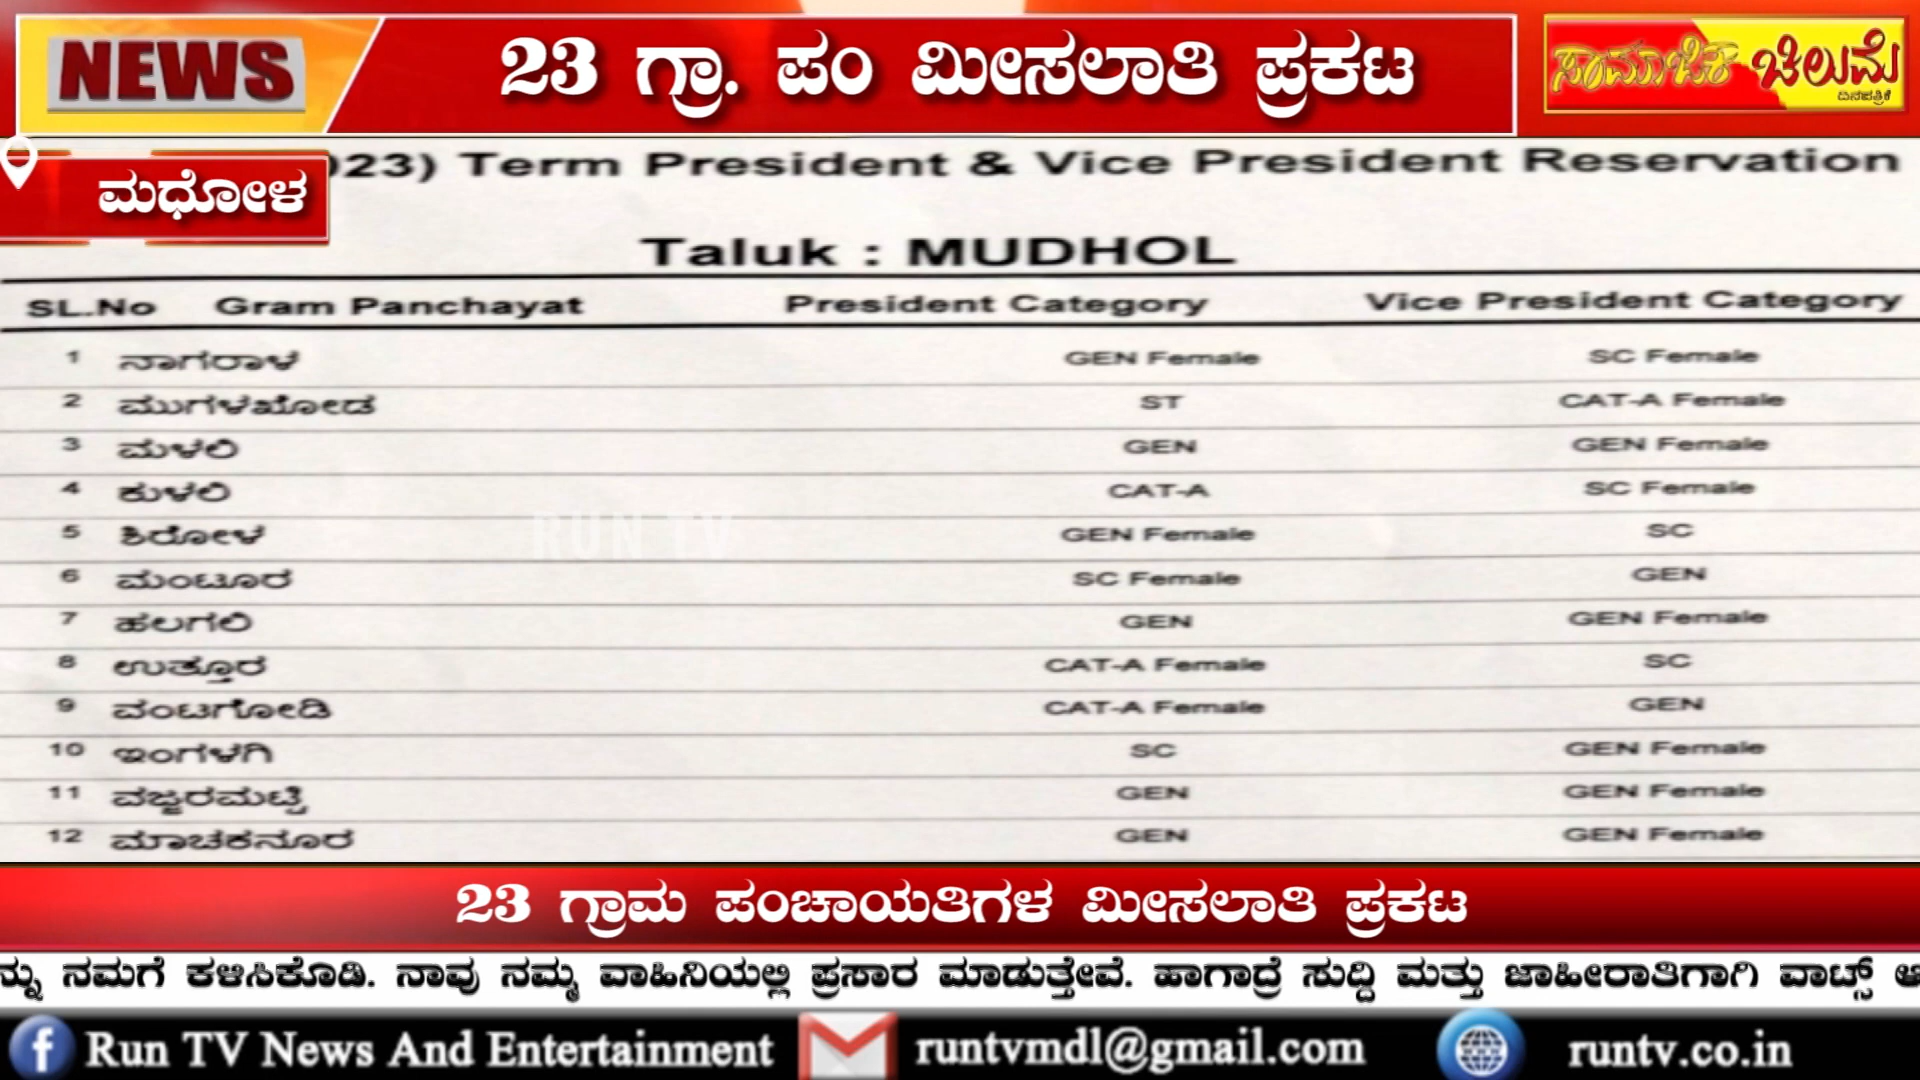 NEWS
23 ಗ್ರಾ. ಪಂ ಮೀಸಲಾತಿ ಪ್ರಕಟ
ಸಾಮಾಜಿಕ ಚಿಲುಮೆ
ದಿನಪತ್ರಿಕೆ
ಮಧೋಳ
023) Term President & Vice President Reservation
Taluk : MUDHOL
SL.No Gram Panchayat President Category Vice President Category
1 ನಾಗರಾಳ GEN Female SC Female
2 ಮುಗಳಖೋಡ ST CAT-A Female
3 ಮಳಲಿ GEN GEN Female
4 ಕುಳಲಿ CAT-A SC Female
5 ಶಿರೋಳ GEN Female SC
6 ಮಂಟೂರ SC Female GEN
7 ಹಲಗಲಿ GEN GEN Female
8 ಉತ್ತೂರ CAT-A Female SC
9 ವಂಟಗೋಡಿ CAT-A Female GEN
10 ಇಂಗಳಗಿ SC GEN Female
11 ವಜ್ಜರಮಟ್ಟಿ GEN GEN Female
12 ಮಾಚಕನೂರ GEN GEN Female
RUN TV
23 ಗ್ರಾಮ ಪಂಚಾಯತಿಗಳ ಮೀಸಲಾತಿ ಪ್ರಕಟ
ನ್ನು ನಮಗೆ ಕಳಿಸಿಕೊಡಿ. ನಾವು ನಮ್ಮ ವಾಹಿನಿಯಲ್ಲಿ ಪ್ರಸಾರ ಮಾಡುತ್ತೇವೆ. ಹಾಗಾದ್ರೆ ಸುದ್ದಿ ಮತ್ತು ಜಾಹೀರಾತಿಗಾಗಿ ವಾಟ್ಸ್
Run TV News And Entertainment runtvmdl@gmail.com runtv.co.in